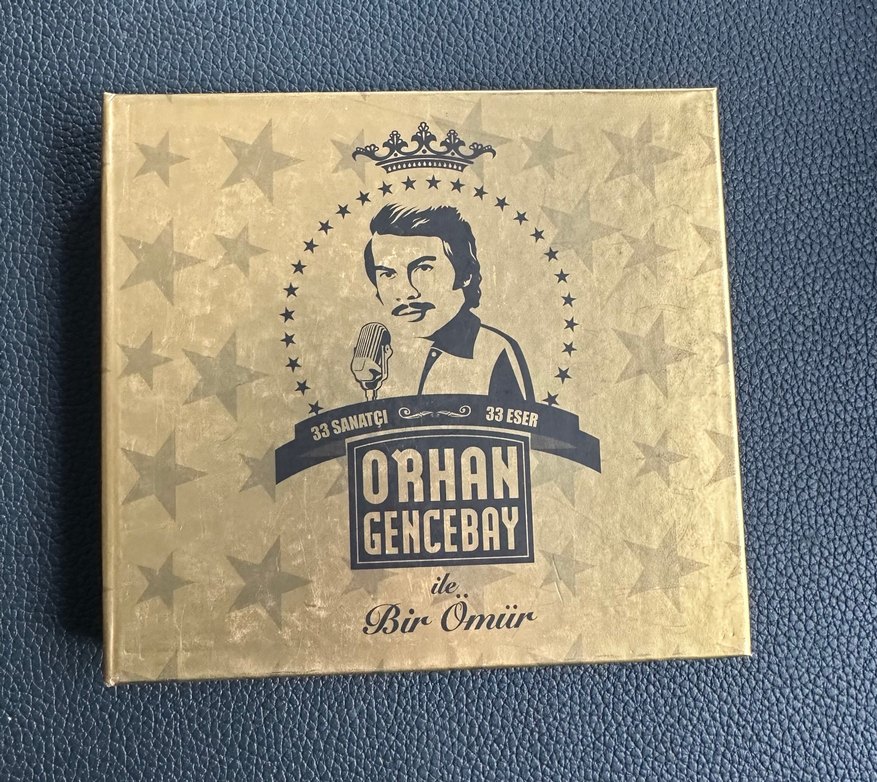 33 SANATÇI 33 ESER
ORHAN
GENCEBAY
ile
Bir Ömür